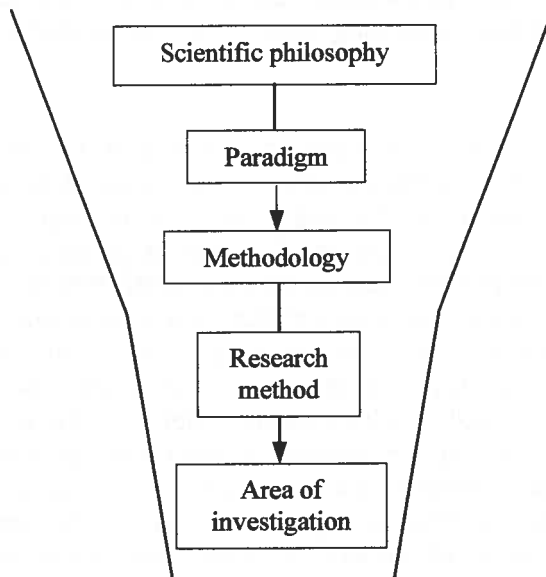 Scientific philosophy
Paradigm
Methodology
Research
method
Area of
investigation